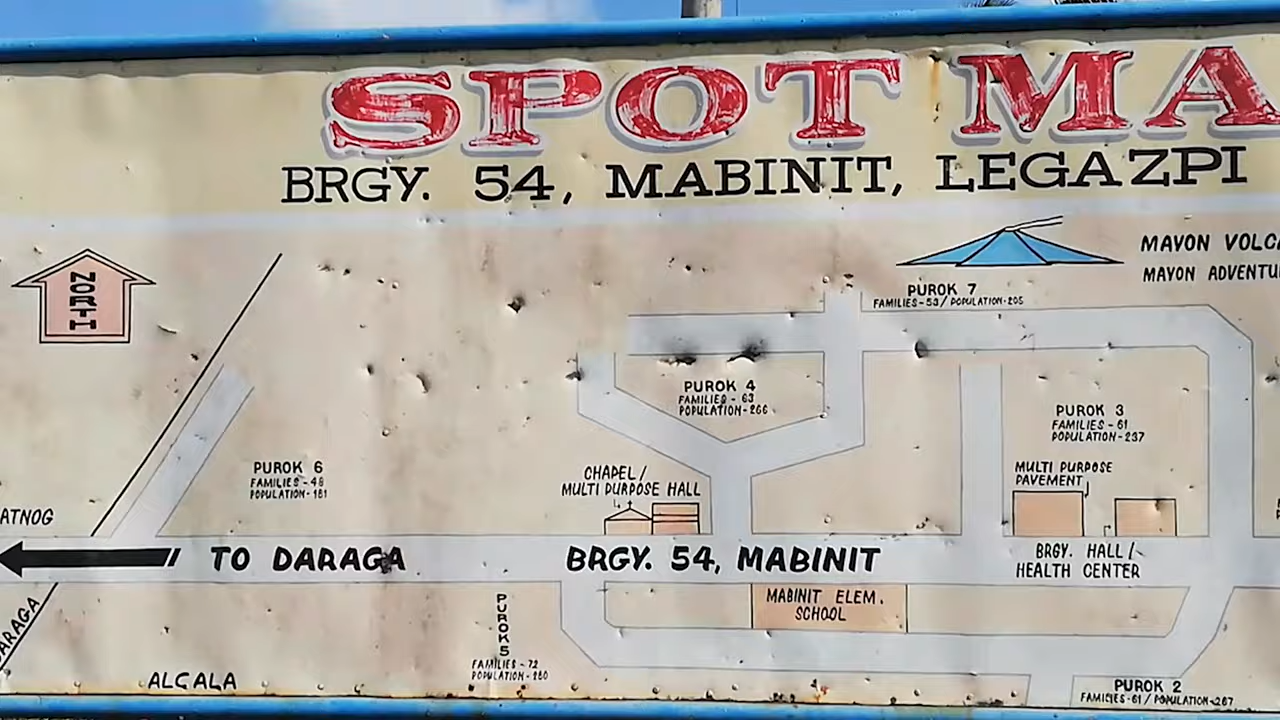 SPOT MA
BRGY. 54, MABINIT, LEGAZPI
NORTH
MAYON VOLCA
MAYON ADVENTU
PUROK 7
FAMILIES-53/POPULATION-205
PUROK 4
FAMILIES - 63
POPULATION-266
PUROK 3
FAMILIES-61
POPULATION-237
PUROK 6
FAMILIES-48
POPULATION-181
CHAPEL/
MULTI PURPOSE HALL
MULTI PURPOSE
PAVEMENT
ATNOG
TO DARAGA
BRGY. 54, MABINIT
BRGY. HALL/
HEALTH CENTER
MABINIT ELEM.
SCHOOL
PUROK 5
FAMILIES-72
POPULATION-280
DARAGA
ALCALA
PUROK 2
FAMILIES-61/POPULATION-267